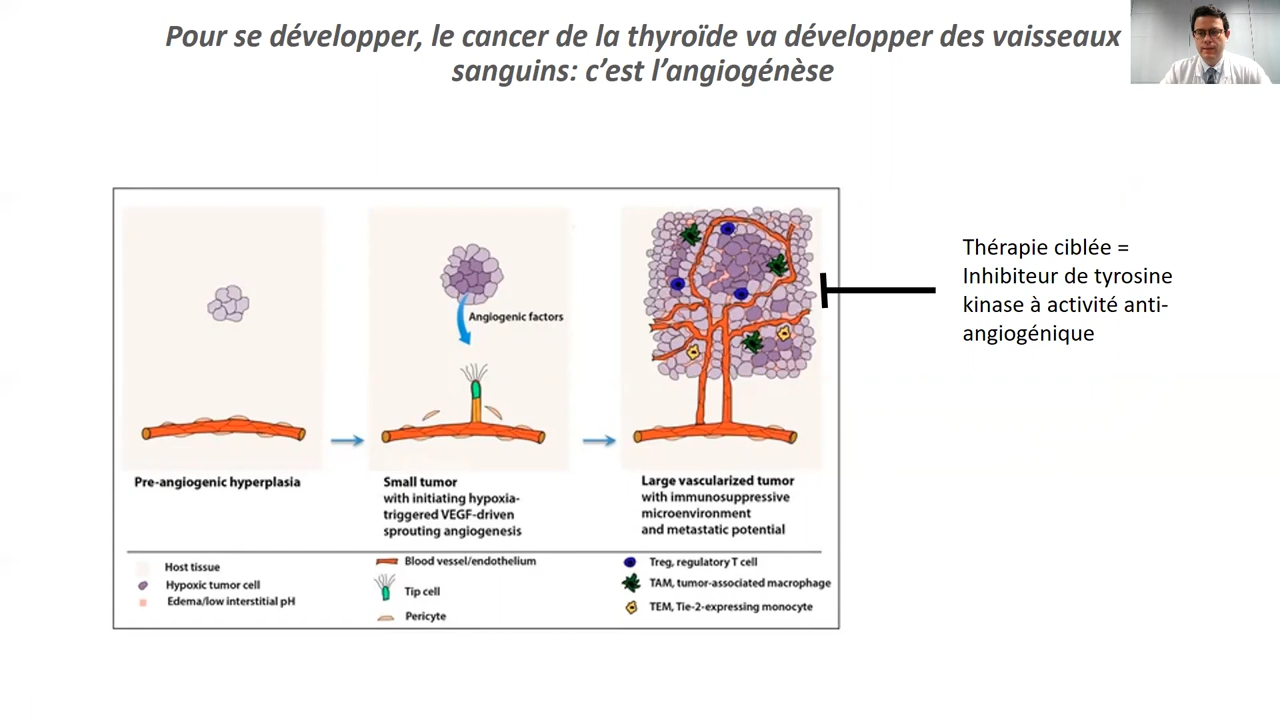 Pour se développer, le cancer de la thyroïde va développer des vaisseaux
sanguins: c’est l’angiogénèse
Angiogenic factors
Thérapie ciblée =
Inhibiteur de tyrosine
kinase à activité anti-
angiogénique
Pre-angiogenic hyperplasia
Small tumor
with initiating hypoxia-
triggered VEGF-driven
sprouting angiogenesis
Large vascularized tumor
with immunosuppressive
microenvironment
and metastatic potential
Host tissue
Hypoxic tumor cell
Edema/low interstitial pH
Blood vessel/endothelium
Tip cell
Pericyte
Treg, regulatory T cell
TAM, tumor-associated macrophage
TEM, Tie-2-expressing monocyte